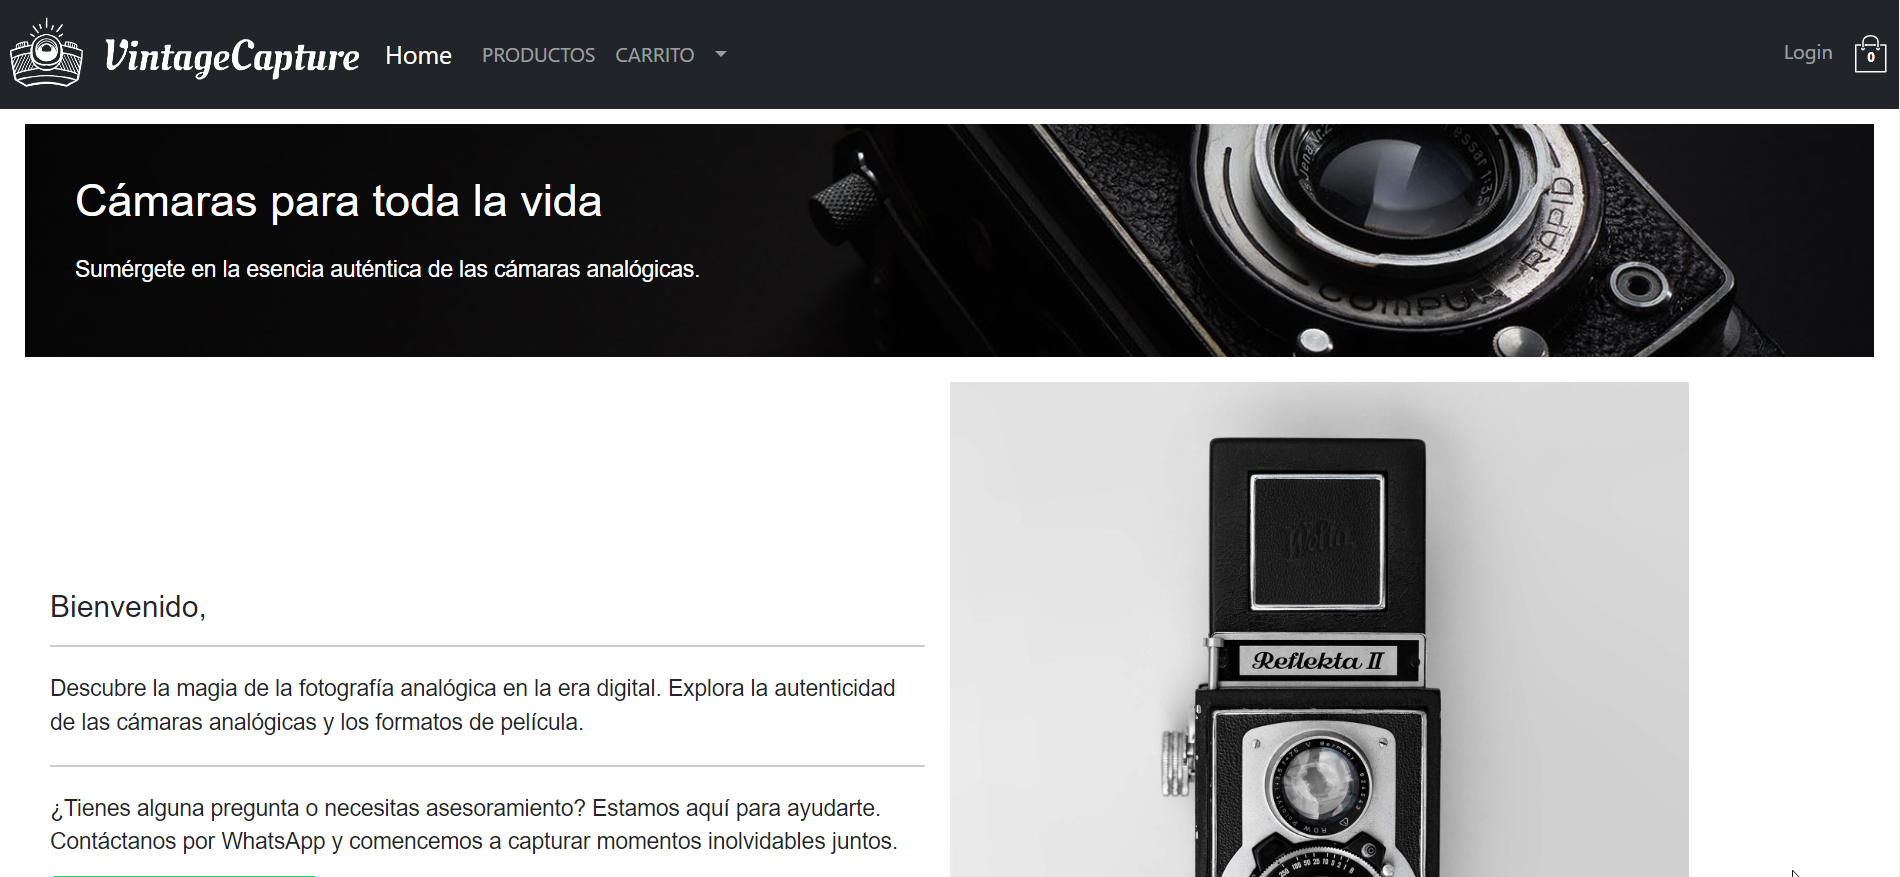 VintageCapture Home PRODUCTOS CARRITO Login 0
Cámaras para toda la vida
Sumérgete en la esencia auténtica de las cámaras analógicas.
RAPID
COMPUR
Welta
Reflekta II
Bienvenido,
Descubre la magia de la fotografía analógica en la era digital. Explora la autenticidad
de las cámaras analógicas y los formatos de película.
¿Tienes alguna pregunta o necesitas asesoramiento? Estamos aquí para ayudarte.
Contáctanos por WhatsApp y comencemos a capturar momentos inolvidables juntos.